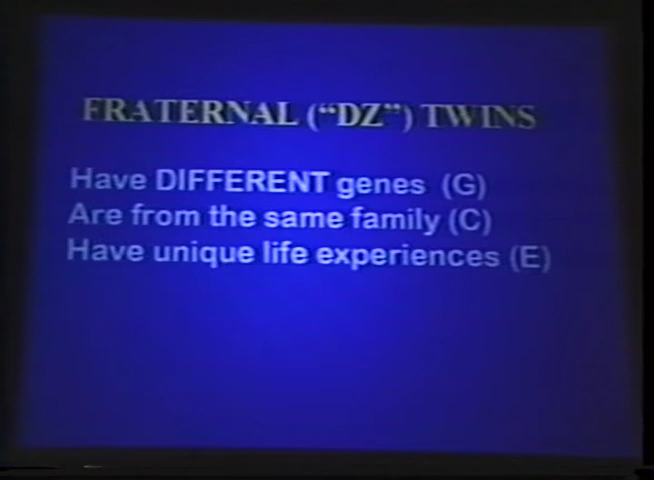 FRATERNAL (“DZ”) TWINS
Have DIFFERENT genes (G)
Are from the same family (C)
Have unique life experiences (E)